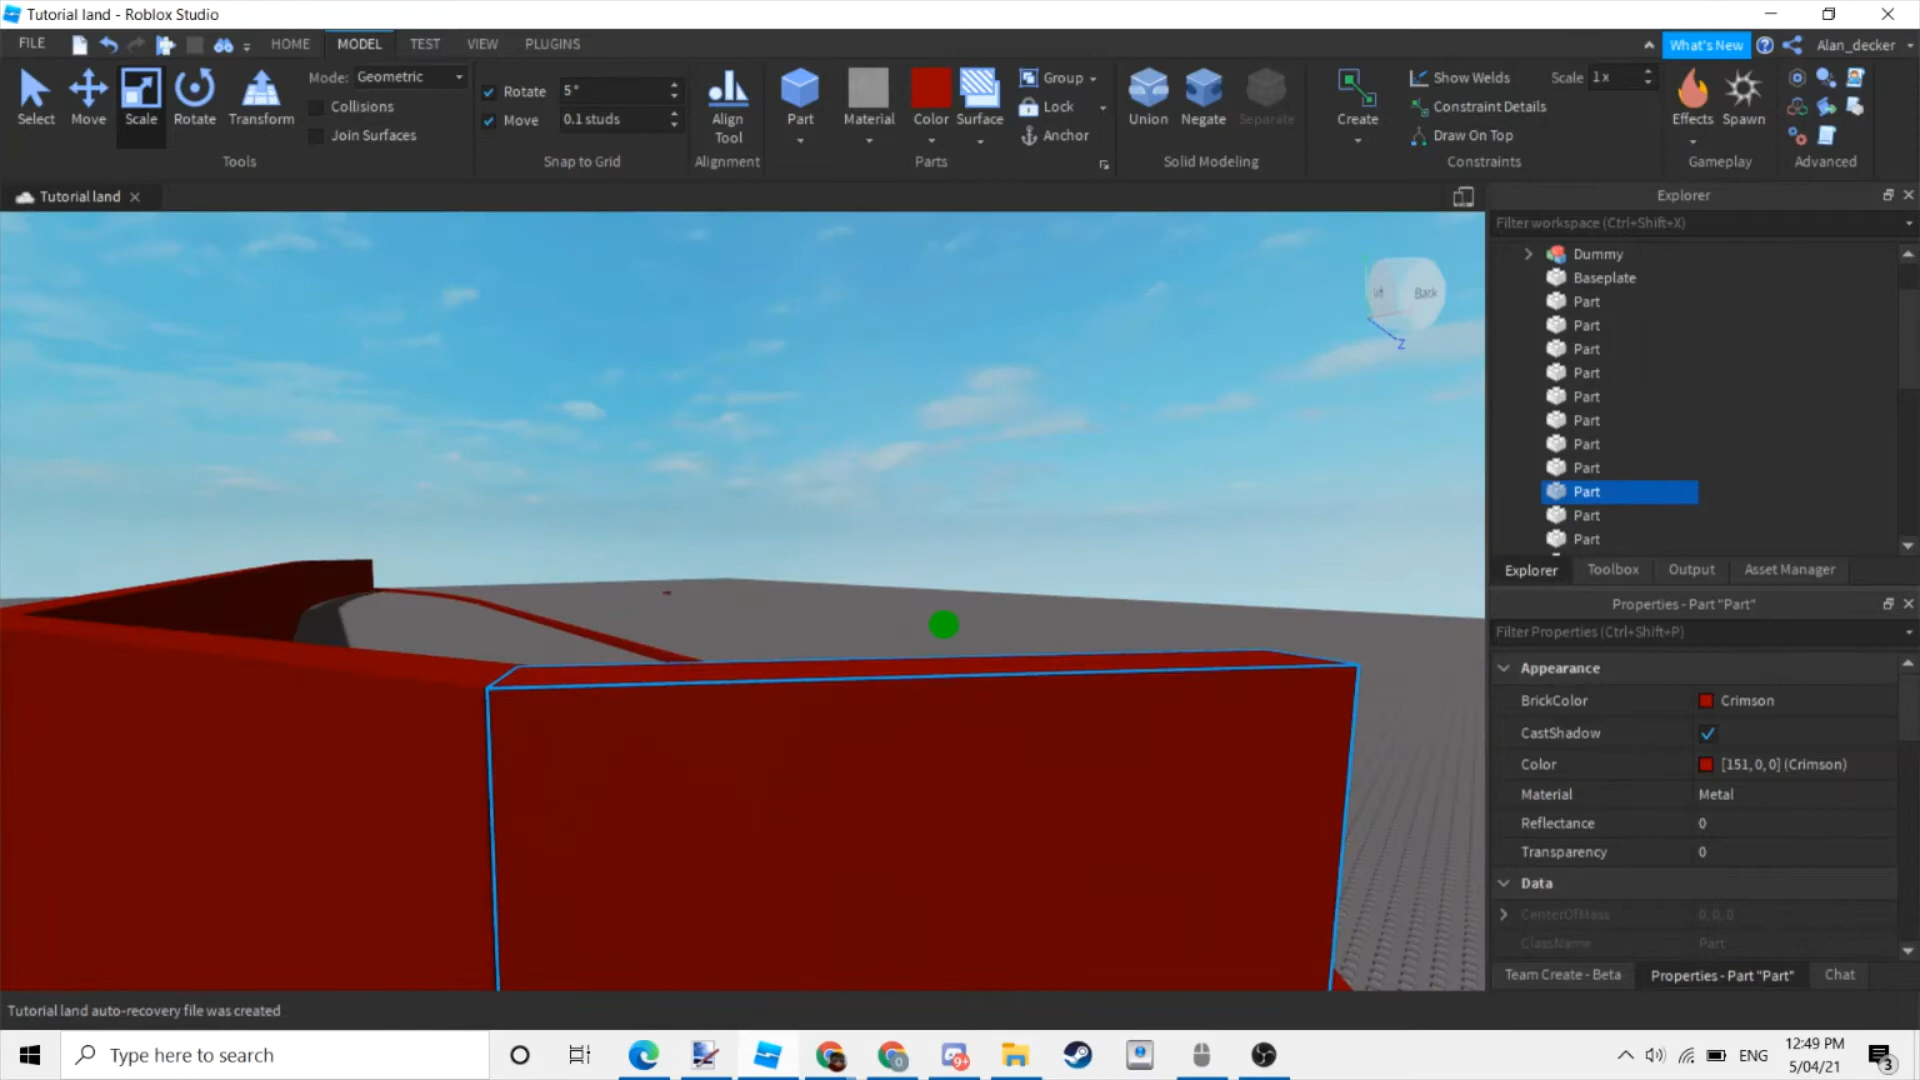 Tutorial land - Roblox Studio
FILE HOME MODEL TEST VIEW PLUGINS What's New Alan_decker
Select Move Scale Rotate Transform
Mode: Geometric
Collisions
Join Surfaces
Tools
Rotate 5°
Move 0.1 studs
Snap to Grid
Align Tool
Alignment
Part Material Color Surface
Group
Lock
Anchor
Parts
Union Negate Separate
Solid Modeling
Create
Show Welds Scale 1x
Constraint Details
Draw On Top
Constraints
Effects Spawn
Gameplay
Advanced
Tutorial land
Back
Z
Explorer
Filter workspace (Ctrl+Shift+X)
Dummy
Baseplate
Part
Part
Part
Part
Part
Part
Part
Part
Part
Part
Part
Explorer Toolbox Output Asset Manager
Properties - Part "Part"
Filter Properties (Ctrl+Shift+P)
Appearance
BrickColor Crimson
CastShadow
Color [151, 0, 0] (Crimson)
Material Metal
Reflectance 0
Transparency 0
Data
CenterOfMass 0, 0, 0
ClassName Part
Team Create - Beta Properties - Part "Part" Chat
Tutorial land auto-recovery file was created
Type here to search
9+
ENG
12:49 PM
5/04/21
3